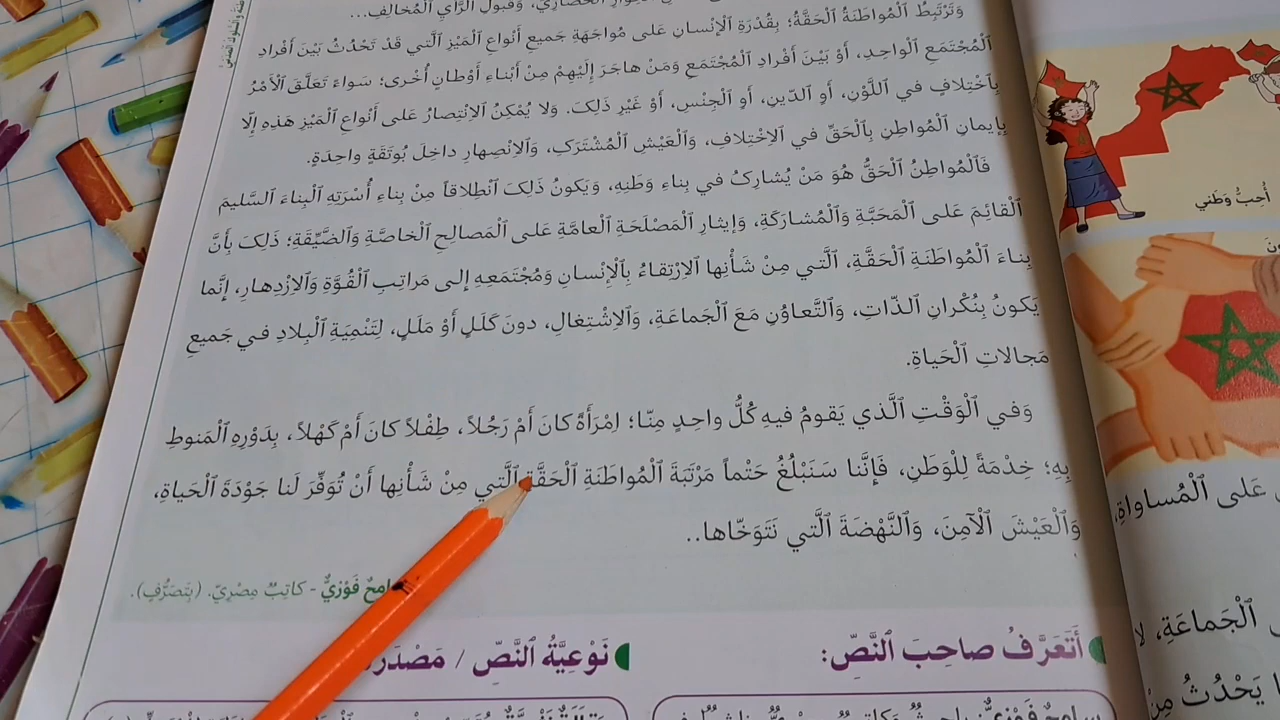 وَتَرْتَبِطُ ٱلْمُواطَنَةُ ٱلْحَقَّةُ؛ بِقُدْرَةِ ٱلْإِنْسانِ عَلى مُواجَهَةِ جَميعِ أَنْواعِ ٱلْمَيْزِ ٱلَّتي قَدْ تَحْدُثُ بَيْنَ أَفْرادِ
ٱلْمُجْتَمَعِ ٱلْواحِدِ، أَوْ بَيْنَ أَفْرادِ ٱلْمُجْتَمَعِ وَمَنْ هاجَرَ إِلَيْهِمْ مِنْ أَبْناءِ أَوْطانٍ أُخْرى؛ سَواءٌ تَعَلَّقَ ٱلْأَمْرُ
بِٱخْتِلافٍ في ٱللَّوْنِ، أَوِ ٱلدّينِ، أَوِ ٱلْجِنْسِ، أَوْ غَيْرِ ذَلِكَ. وَلا يُمْكِنُ ٱلِانْتِصارُ عَلى أَنْواعِ ٱلْمَيْزِ هَذِهِ إِلّا
بِإيمانِ ٱلْمُواطِنِ بِٱلْحَقِّ في ٱلِاخْتِلافِ، وَٱلْعَيْشِ ٱلْمُشْتَرَكِ، وَٱلِانْصِهارِ داخِلَ بُوتَقَةٍ واحِدَةٍ.
فَٱلْمُواطِنُ ٱلْحَقُّ هُوَ مَنْ يُشارِكُ في بِناءِ وَطَنِهِ، وَيَكونُ ذَلِكَ ٱنْطِلاقاً مِنْ بِناءِ أُسْرَتِهِ ٱلْبِناءَ ٱلسَّليمَ
ٱلْقائِمَ عَلى ٱلْمَحَبَّةِ وَٱلْمُشارَكَةِ، وَإيثارِ ٱلْمَصْلَحَةِ ٱلْعامَّةِ عَلى ٱلْمَصالِحِ ٱلْخاصَّةِ وَٱلضَّيِّقَةِ؛ ذَلِكَ بِأَنَّ
بِناءَ ٱلْمُواطَنَةِ ٱلْحَقَّةِ، ٱلَّتي مِنْ شَأْنِها ٱلِارْتِقاءُ بِٱلْإِنْسانِ وَمُجْتَمَعِهِ إِلى مَراتِبِ ٱلْقُوَّةِ وَٱلِازْدِهارِ، إِنَّما
يَكونُ بِنُكْرانِ ٱلذّاتِ، وَٱلتَّعاوُنِ مَعَ ٱلْجَماعَةِ، وَٱلِاشْتِغالِ، دونَ كَلَلٍ أَوْ مَلَلٍ، لِتَنْمِيَةِ ٱلْبِلادِ في جَميعِ
مَجالاتِ ٱلْحَياةِ.
وَفي ٱلْوَقْتِ ٱلَّذي يَقومُ فيهِ كُلُّ واحِدٍ مِنّا؛ اِمْرَأَةً كانَ أَمْ رَجُلاً، طِفْلاً كانَ أَمْ كَهْلاً، بِدَوْرِهِ ٱلْمَنوطِ
بِهِ؛ خِدْمَةً لِلْوَطَنِ، فَإِنَّنا سَنَبْلُغُ حَتْماً مَرْتَبَةَ ٱلْمُواطَنَةِ ٱلْحَقَّةِ ٱلَّتي مِنْ شَأْنِها أَنْ تُوَفِّرَ لَنا جَوْدَةَ ٱلْحَياةِ،
وَٱلْعَيْشَ ٱلْآمِنَ، وَٱلنَّهْضَةَ ٱلَّتي نَتَوَخّاها..
فَوْزِيٌّ - كاتِبٌ مِصْرِيّ. (بِتَصَرُّفٍ).
أَتَعَرَّفُ صاحِبَ ٱلنَّصِّ:
نَوْعِيَّةُ ٱلنَّصِّ /
أُحِبُّ وَطَني
عَلى ٱلْمُساواةِ،
ٱلْجَماعَةِ، لا
يَحْدُثُ مِنْ